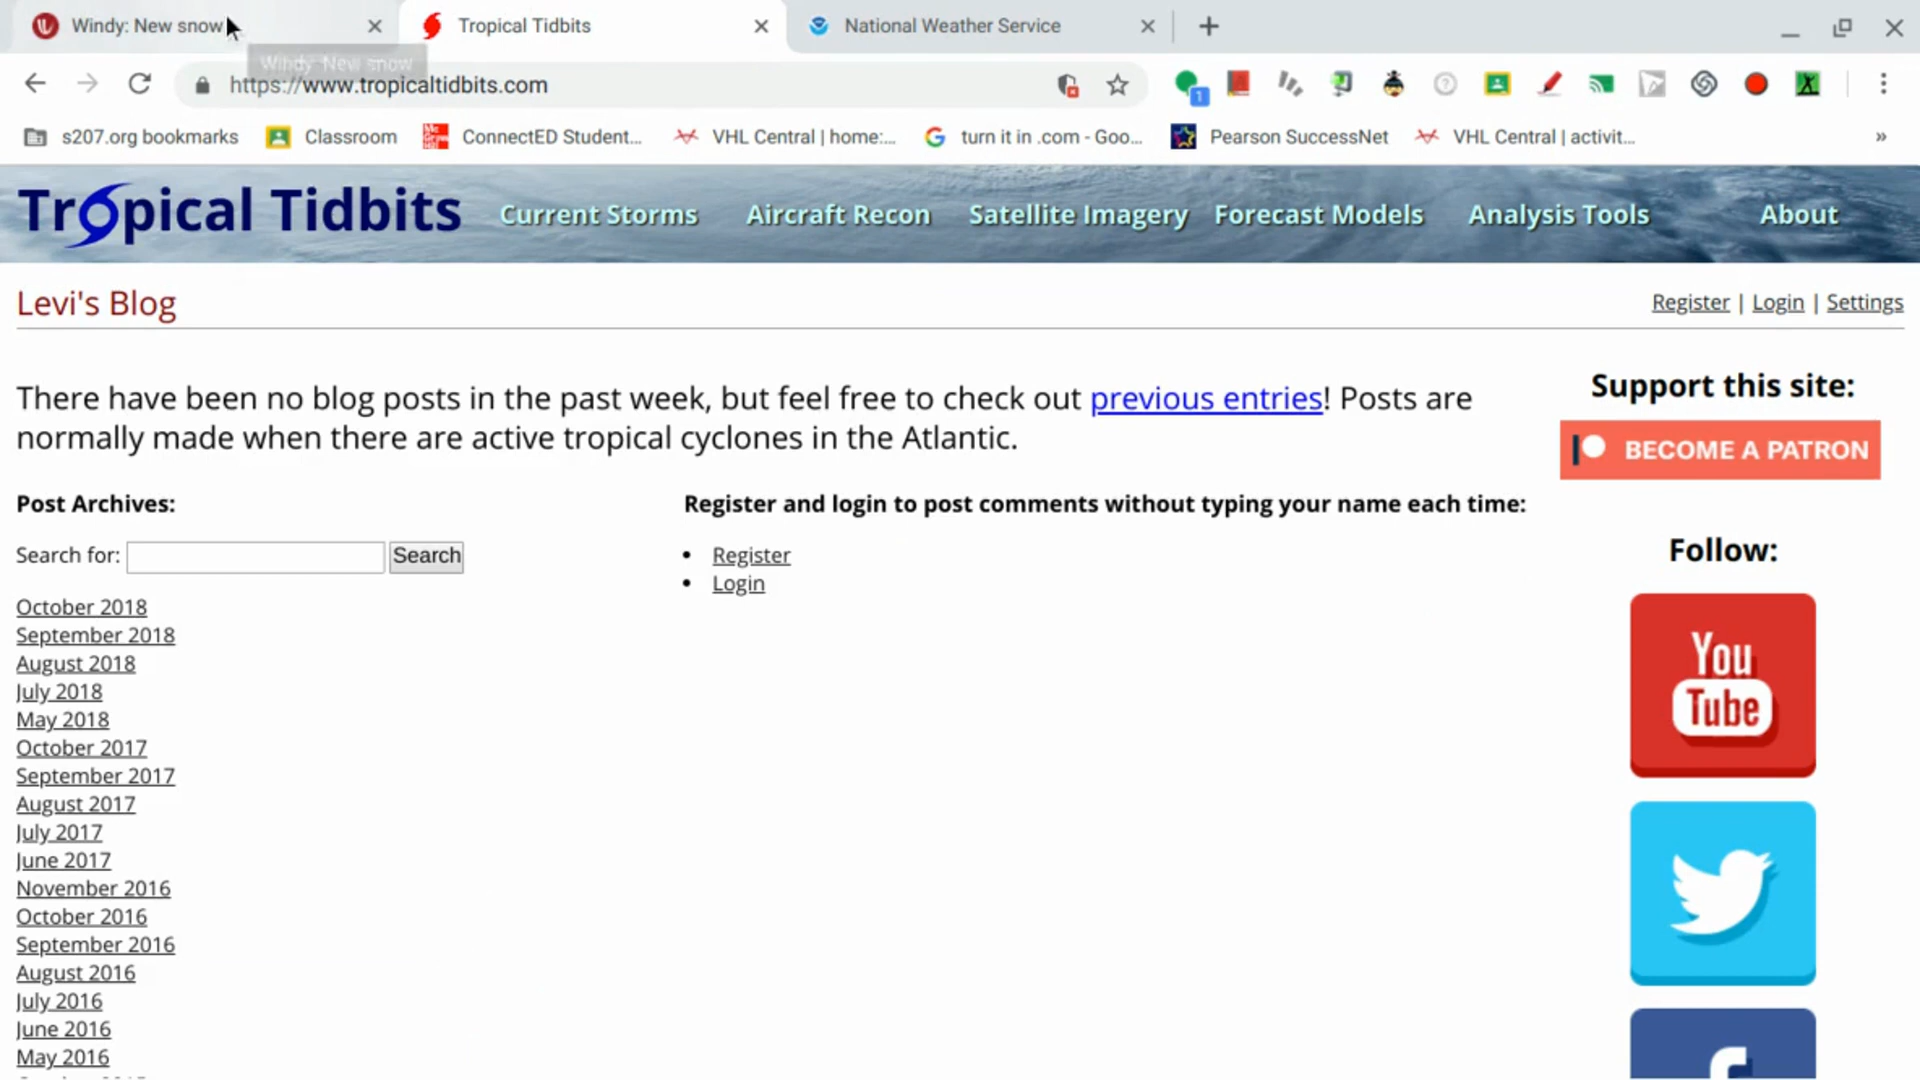 Windy: New snow
Tropical Tidbits
National Weather Service
Windy: New snow
https://www.tropicaltidbits.com
1
s207.org bookmarks
Classroom
ConnectED Student...
VHL Central | home:...
turn it in .com - Goo...
Pearson SuccessNet
VHL Central | activit...
»
Tropical Tidbits
Current Storms
Aircraft Recon
Satellite Imagery
Forecast Models
Analysis Tools
About
Levi's Blog
Register | Login | Settings
There have been no blog posts in the past week, but feel free to check out previous entries! Posts are
normally made when there are active tropical cyclones in the Atlantic.
Support this site:
BECOME A PATRON
Post Archives:
Register and login to post comments without typing your name each time:
Search for:
Search
• Register
• Login
Follow:
You
Tube
October 2018
September 2018
August 2018
July 2018
May 2018
October 2017
September 2017
August 2017
July 2017
June 2017
November 2016
October 2016
September 2016
August 2016
July 2016
June 2016
May 2016